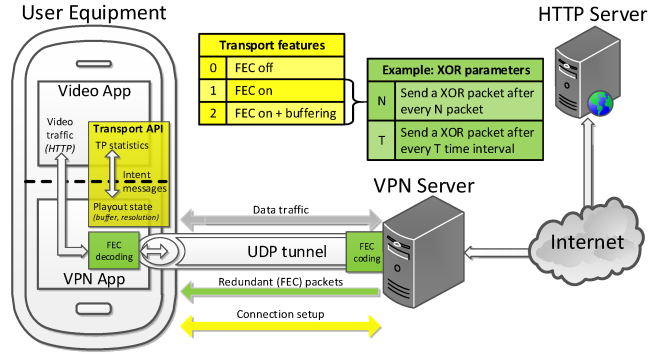 User Equipment
HTTP Server
Transport features
0 FEC off
1 FEC on
2 FEC on + buffering
Example: XOR parameters
N Send a XOR packet after
every N packet
T Send a XOR packet after
every T time interval
Video App
Video
traffic
(HTTP)
Transport API
TP statistics
Intent
messages
Playout state
(buffer, resolution)
FEC
decoding
VPN App
VPN Server
Data traffic
UDP tunnel
FEC
coding
Internet
Redundant (FEC) packets
Connection setup